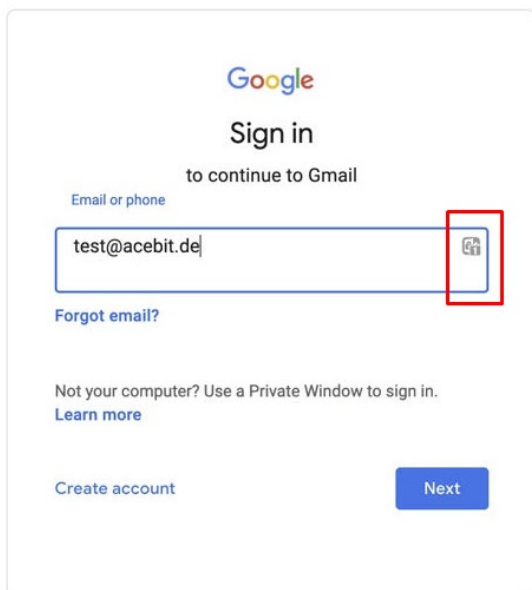 Google
Sign in
to continue to Gmail
Email or phone
test@acebit.de
Forgot email?
Not your computer? Use a Private Window to sign in.
Learn more
Create account
Next